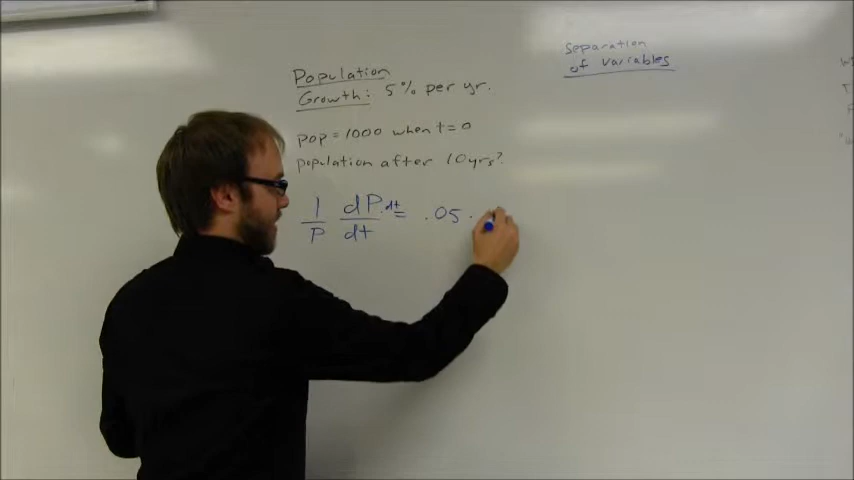 Population
Growth: 5% per yr.
pop = 1000 when t=0
population after 10yrs?
1/P dP/dt .dt = .05 .
Separation
of variables